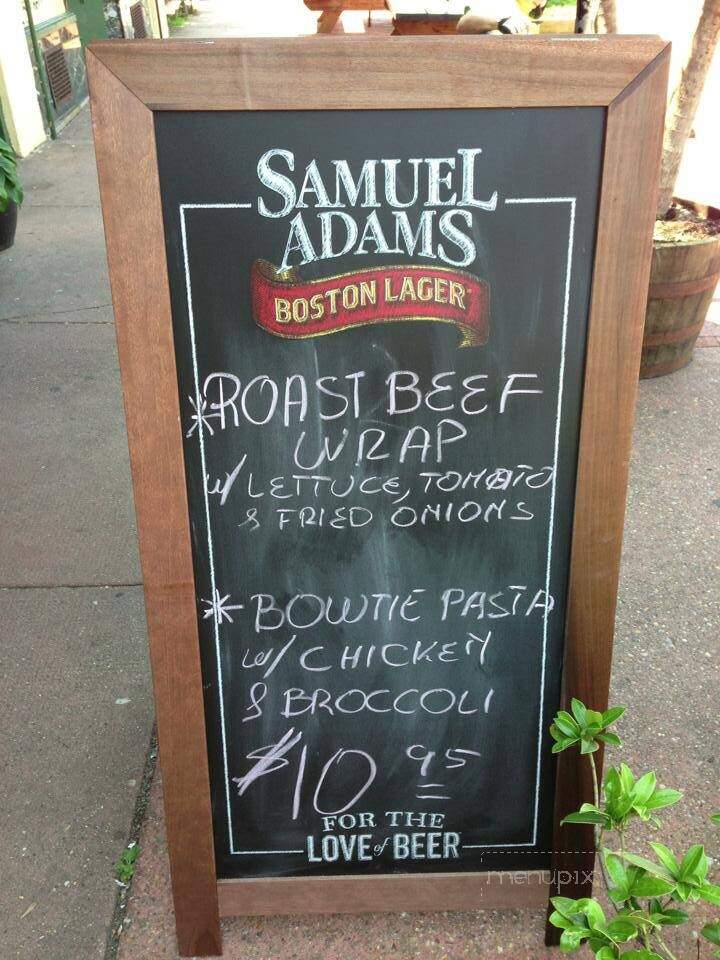 SAMUEL
ADAMS
BOSTON LAGER
*ROAST BEEF
WRAP
w/ LETTUCE, TOMATO
& FRIED ONIONS
* BOWTIE PASTA
w/ CHICKEN
& BROCCOLI
$10 95
FOR THE
LOVE of BEER
menupix